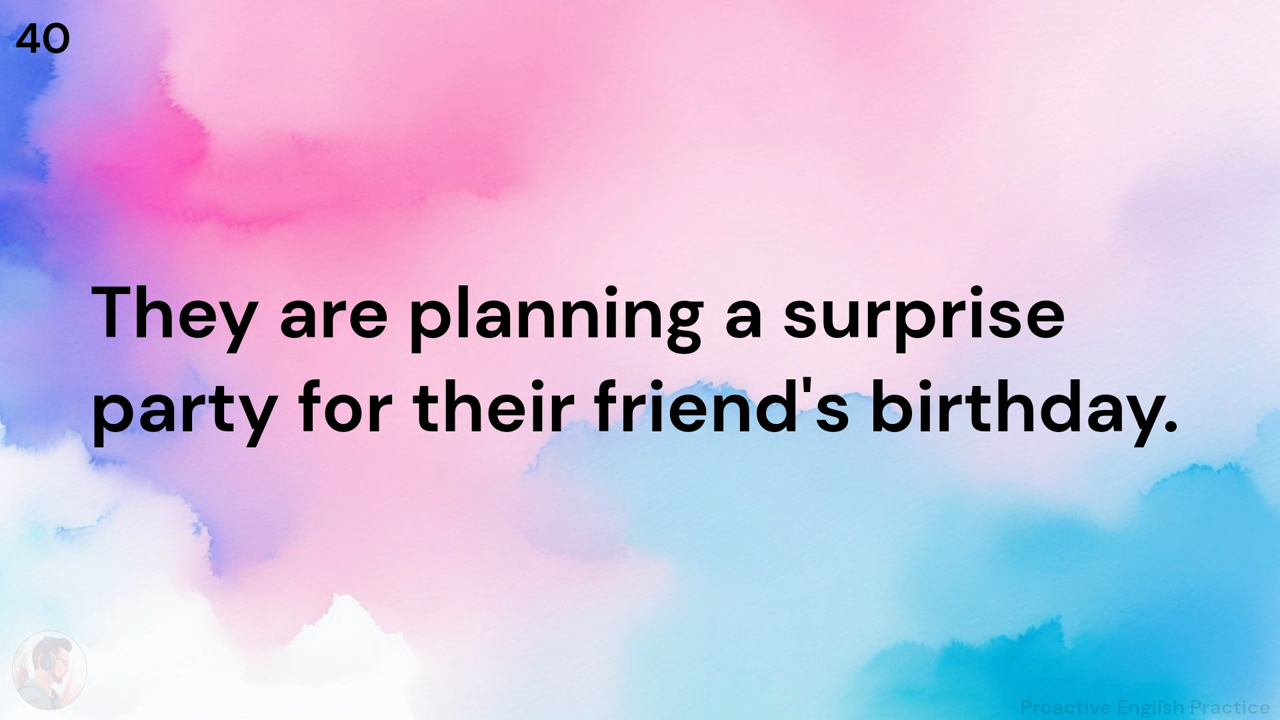 40
They are planning a surprise
party for their friend's birthday.
Proactive English Practice